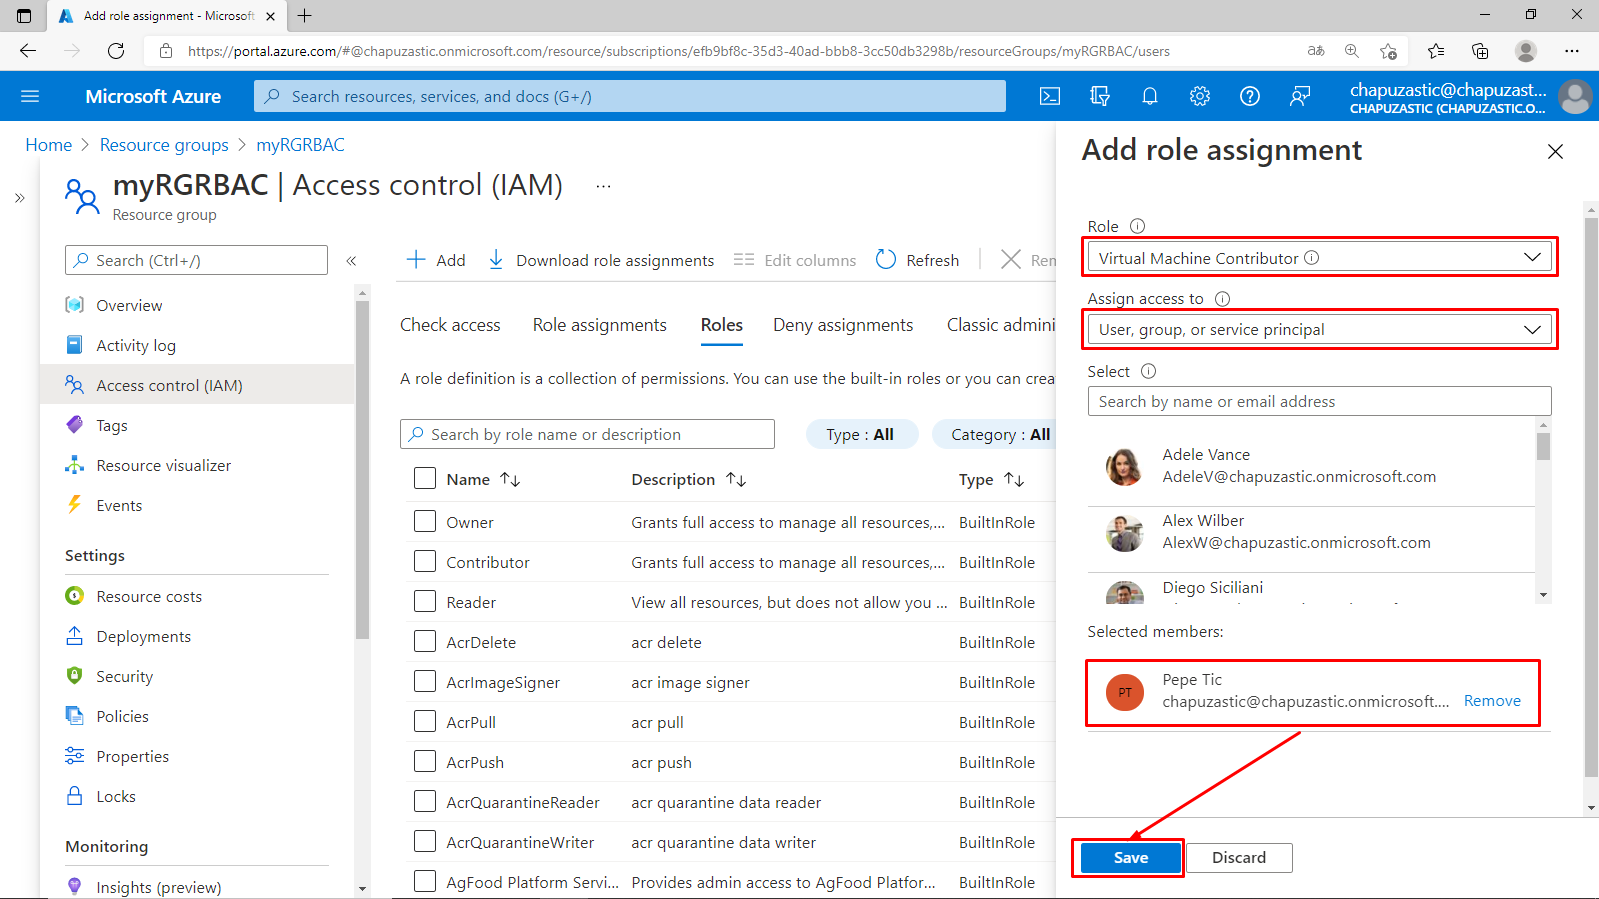 Add role assignment - Microsoft
https://portal.azure.com/#@chapuzastic.onmicrosoft.com/resource/subscriptions/efb9bf8c-35d3-40ad-bbb8-3cc50db3298b/resourceGroups/myRGRBAC/users
Microsoft Azure
Search resources, services, and docs (G+/)
chapuzastic@chapuzast...
CHAPUZASTIC (CHAPUZASTIC.O...
Home > Resource groups > myRGRBAC
myRGRBAC | Access control (IAM) ...
Resource group
Search (Ctrl+/)
Overview
Activity log
Access control (IAM)
Tags
Resource visualizer
Events
Settings
Resource costs
Deployments
Security
Policies
Properties
Locks
Monitoring
Insights (preview)
Add Download role assignments Edit columns Refresh Rem
Check access Role assignments Roles Deny assignments Classic admini
A role definition is a collection of permissions. You can use the built-in roles or you can crea
Search by role name or description
Type : All Category : All
Name Description Type
Owner Grants full access to manage all resources,... BuiltInRole
Contributor Grants full access to manage all resources,... BuiltInRole
Reader View all resources, but does not allow you ... BuiltInRole
AcrDelete acr delete BuiltInRole
AcrImageSigner acr image signer BuiltInRole
AcrPull acr pull BuiltInRole
AcrPush acr push BuiltInRole
AcrQuarantineReader acr quarantine data reader BuiltInRole
AcrQuarantineWriter acr quarantine data writer BuiltInRole
AgFood Platform Servi... Provides admin access to AgFood Platfor... BuiltInRole
Add role assignment
Role
Virtual Machine Contributor
Assign access to
User, group, or service principal
Select
Search by name or email address
Adele Vance
AdeleV@chapuzastic.onmicrosoft.com
Alex Wilber
AlexW@chapuzastic.onmicrosoft.com
Diego Siciliani
Selected members:
PT
Pepe Tic
chapuzastic@chapuzastic.onmicrosoft.... Remove
Save Discard